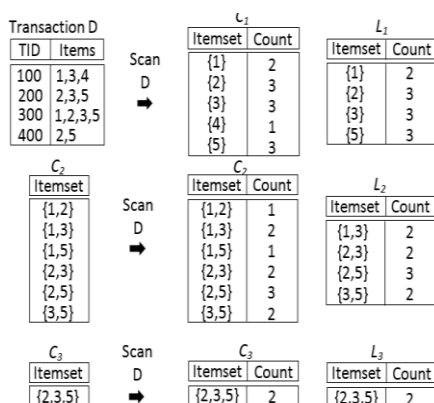 Transaction D
TID Items
100 1,3,4
200 2,3,5
300 1,2,3,5
400 2,5
Scan
D
C1
Itemset Count
{1} 2
{2} 3
{3} 3
{4} 1
{5} 3
L1
Itemset Count
{1} 2
{2} 3
{3} 3
{5} 3
C2
Itemset
{1,2}
{1,3}
{1,5}
{2,3}
{2,5}
{3,5}
Scan
D
C2
Itemset Count
{1,2} 1
{1,3} 2
{1,5} 1
{2,3} 2
{2,5} 3
{3,5} 2
L2
Itemset Count
{1,3} 2
{2,3} 2
{2,5} 3
{3,5} 2
C3
Itemset
{2,3,5}
Scan
D
C3
Itemset Count
{2,3,5} 2
L3
Itemset Count
{2,3,5} 2